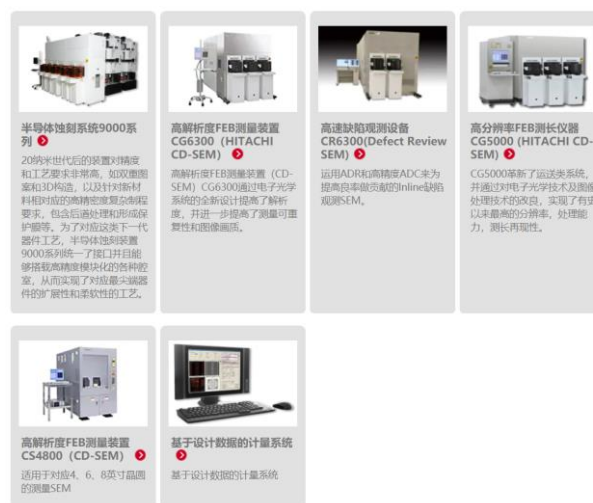 半导体蚀刻系统9000系
列
20纳米世代后的装置对精度
和工艺要求非常高，如双重图
案和3D构造，以及针对新材
料相对应的高精密度复杂制程
要求，包含后通处理和形成保
护膜等。为了对应这类下一代
器件工艺，半导体蚀刻装置
9000系列统一了接口并且能
够搭载高精度模块化的各种腔
室，从而实现了对应最尖端器
件的扩展性和柔软性的工艺。
高解析度FEB测量装置
CG6300（HITACHI
CD-SEM）
高解析度FEB测量装置（CD-
SEM）CG6300通过电子光学
系统的全新设计提高了解析
度，并进一步提高了测量可重
复性和图像画质。
高速缺陷观测设备
CR6300(Defect Review
SEM)
运用ADR和高精度ADC来为
提高良率做贡献的Inline缺陷
观测SEM。
高分辨率FEB测长仪器
CG5000 (HITACHI CD-
SEM)
CG5000革新了运送类系统，
并通过对电子光学技术及图像
处理技术的改良，实现了有史
以来最高的分辨率，处理能
力，测长再现性。
高解析度FEB测量装置
CS4800（CD-SEM）
适用于对应4、6、8英寸晶圆
的测量SEM
基于设计数据的计量系统
基于设计数据的计量系统